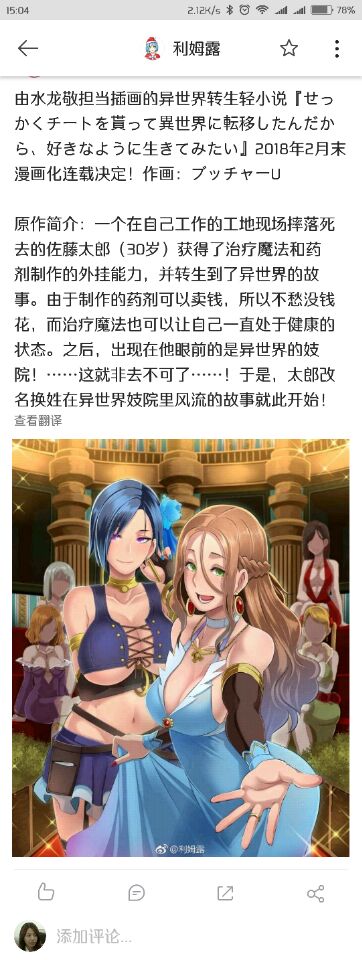 15:04
2.12K/s
78%
利姆露
由水龙敬担当插画的异世界转生轻小说『せっ
かくチートを貰って異世界に転移したんだか
ら、好きなように生きてみたい』2018年2月末
漫画化连载决定！作画：ブッチャーU
原作简介：一个在自己工作的工地现场摔落死
去的佐藤太郎（30岁）获得了治疗魔法和药
剂制作的外挂能力，并转生到了异世界的故
事。由于制作的药剂可以卖钱，所以不愁没钱
花，而治疗魔法也可以让自己一直处于健康的
状态。之后，出现在他眼前的是异世界的妓
院！……这就非去不可了……！于是，太郎改
名换姓在异世界妓院里风流的故事就此开始！
查看翻译
@利姆露
添加评论...